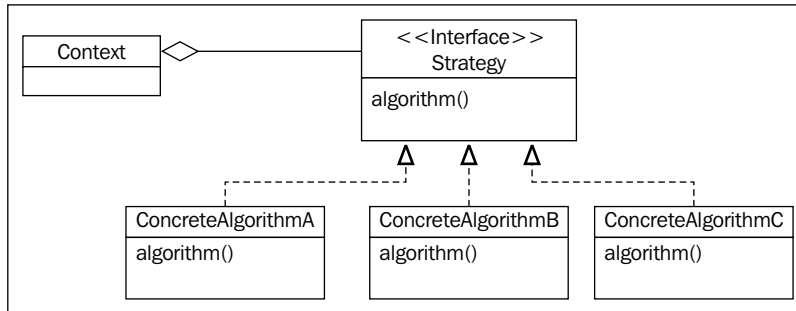 Context
<<Interface>>
Strategy
algorithm()
ConcreteAlgorithmA
algorithm()
ConcreteAlgorithmB
algorithm()
ConcreteAlgorithmC
algorithm()